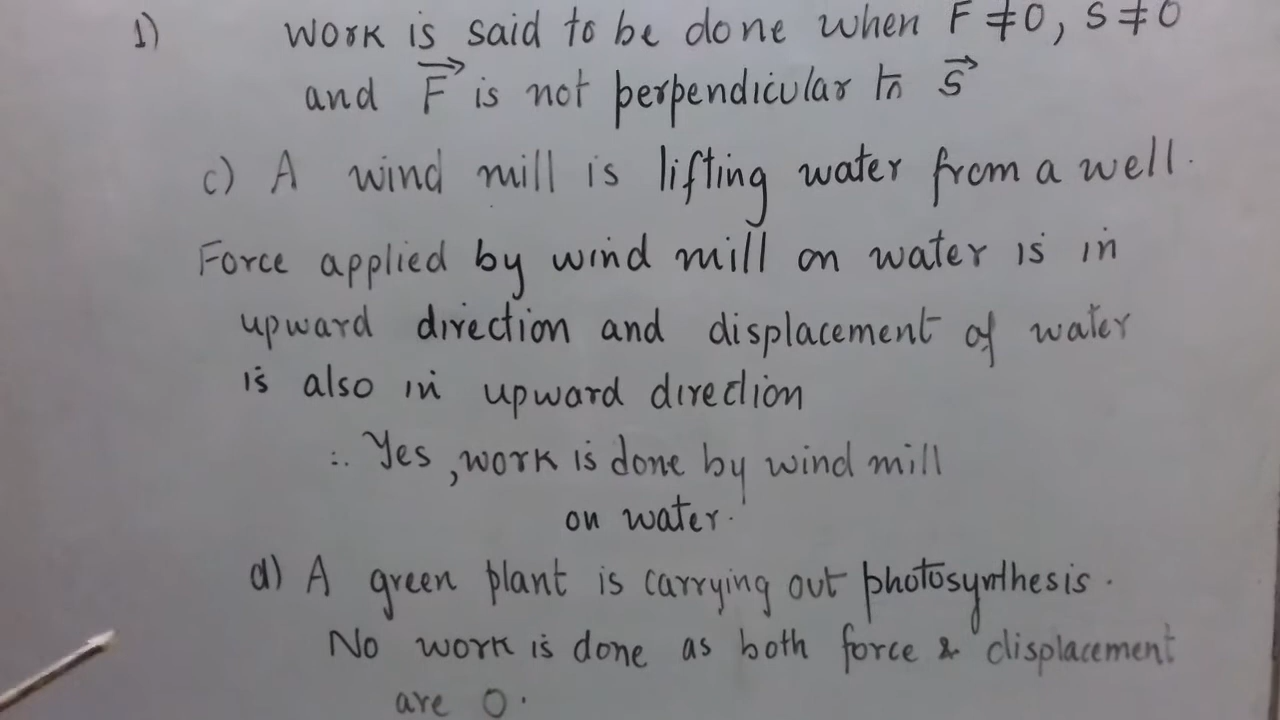 1) Work is said to be done when F ≠ 0, S ≠ 0
and F⃗ is not perpendicular to S⃗
c) A wind mill is lifting water from a well.
Force applied by wind mill on water is in
upward direction and displacement of water
is also in upward direction
∴ Yes, work is done by wind mill
on water.
d) A green plant is carrying out photosynthesis.
No work is done as both force & displacement
are 0.